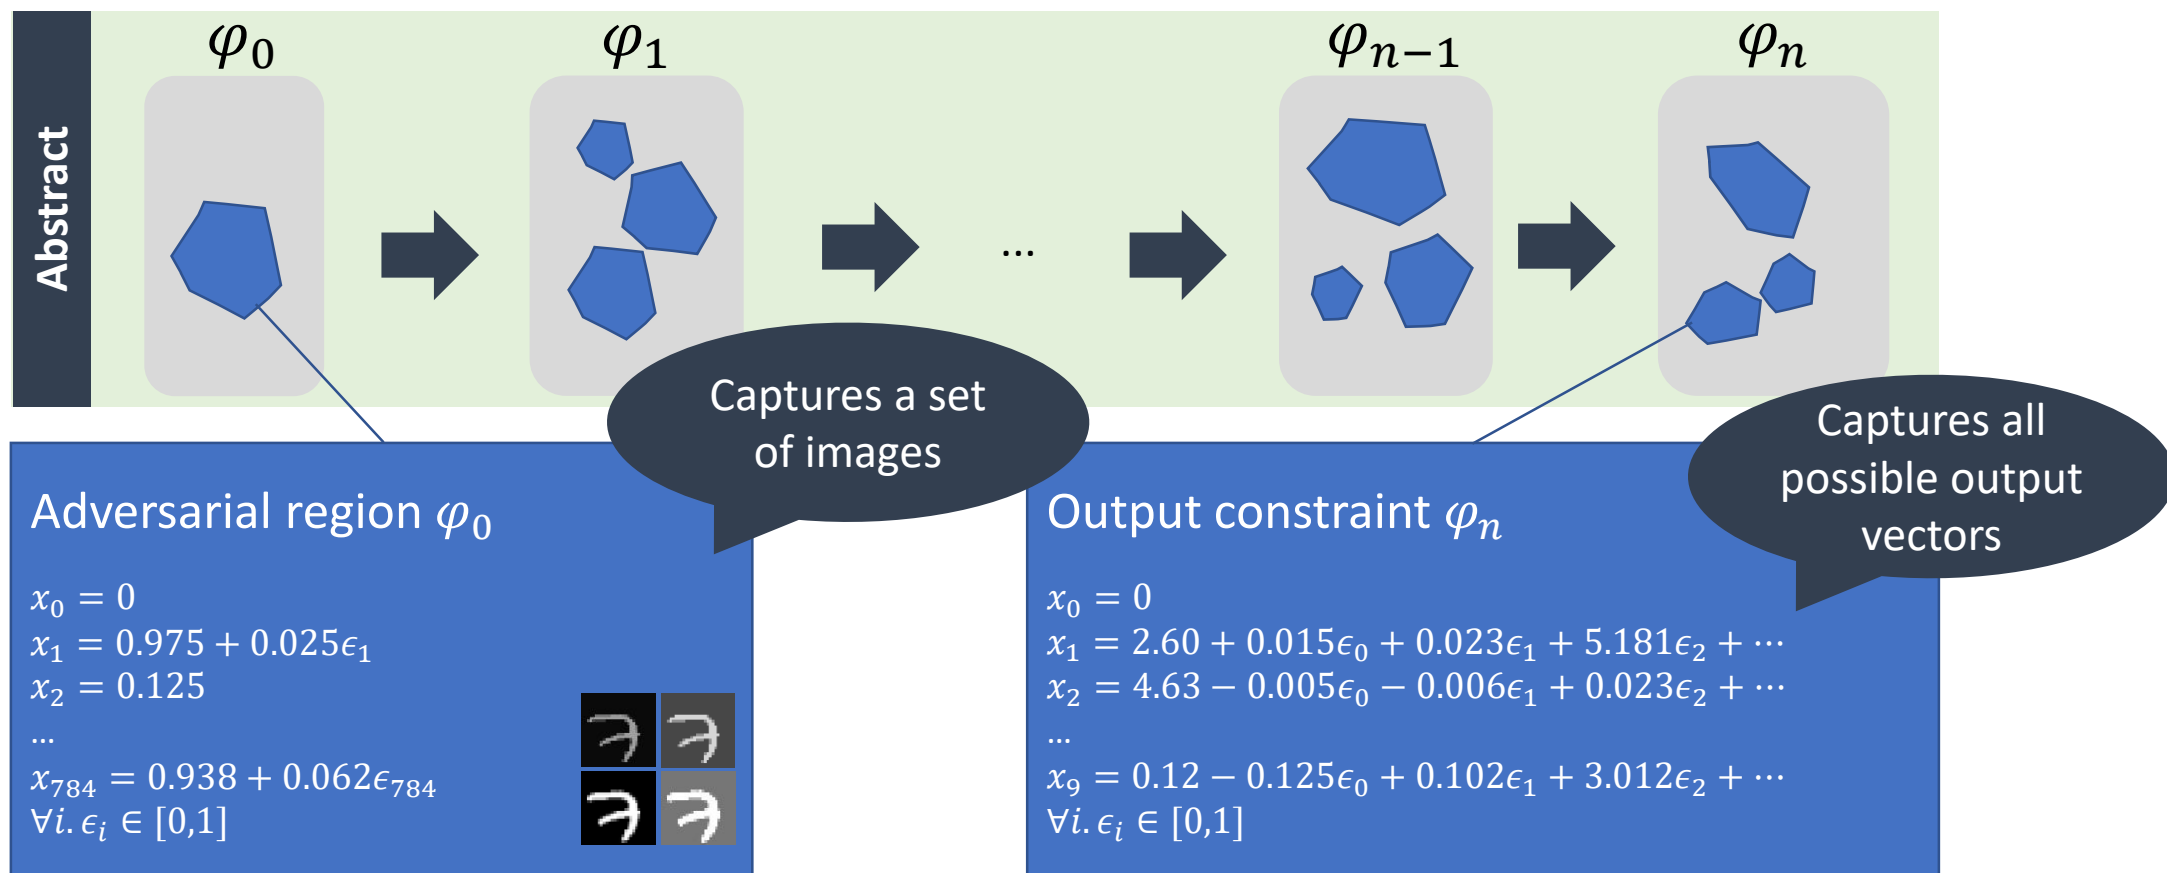 Abstract
φ₀
φ₁
φₙ₋₁
φₙ
...
Captures a set
of images
Captures all
possible output
vectors
Adversarial region φ₀
x₀ = 0
x₁ = 0.975 + 0.025ϵ₁
x₂ = 0.125
...
x₇₈₄ = 0.938 + 0.062ϵ₇₈₄
∀i. ϵᵢ ∈ [0,1]
Output constraint φₙ
x₀ = 0
x₁ = 2.60 + 0.015ϵ₀ + 0.023ϵ₁ + 5.181ϵ₂ + ⋯
x₂ = 4.63 − 0.005ϵ₀ − 0.006ϵ₁ + 0.023ϵ₂ + ⋯
...
x₉ = 0.12 − 0.125ϵ₀ + 0.102ϵ₁ + 3.012ϵ₂ + ⋯
∀i. ϵᵢ ∈ [0,1]